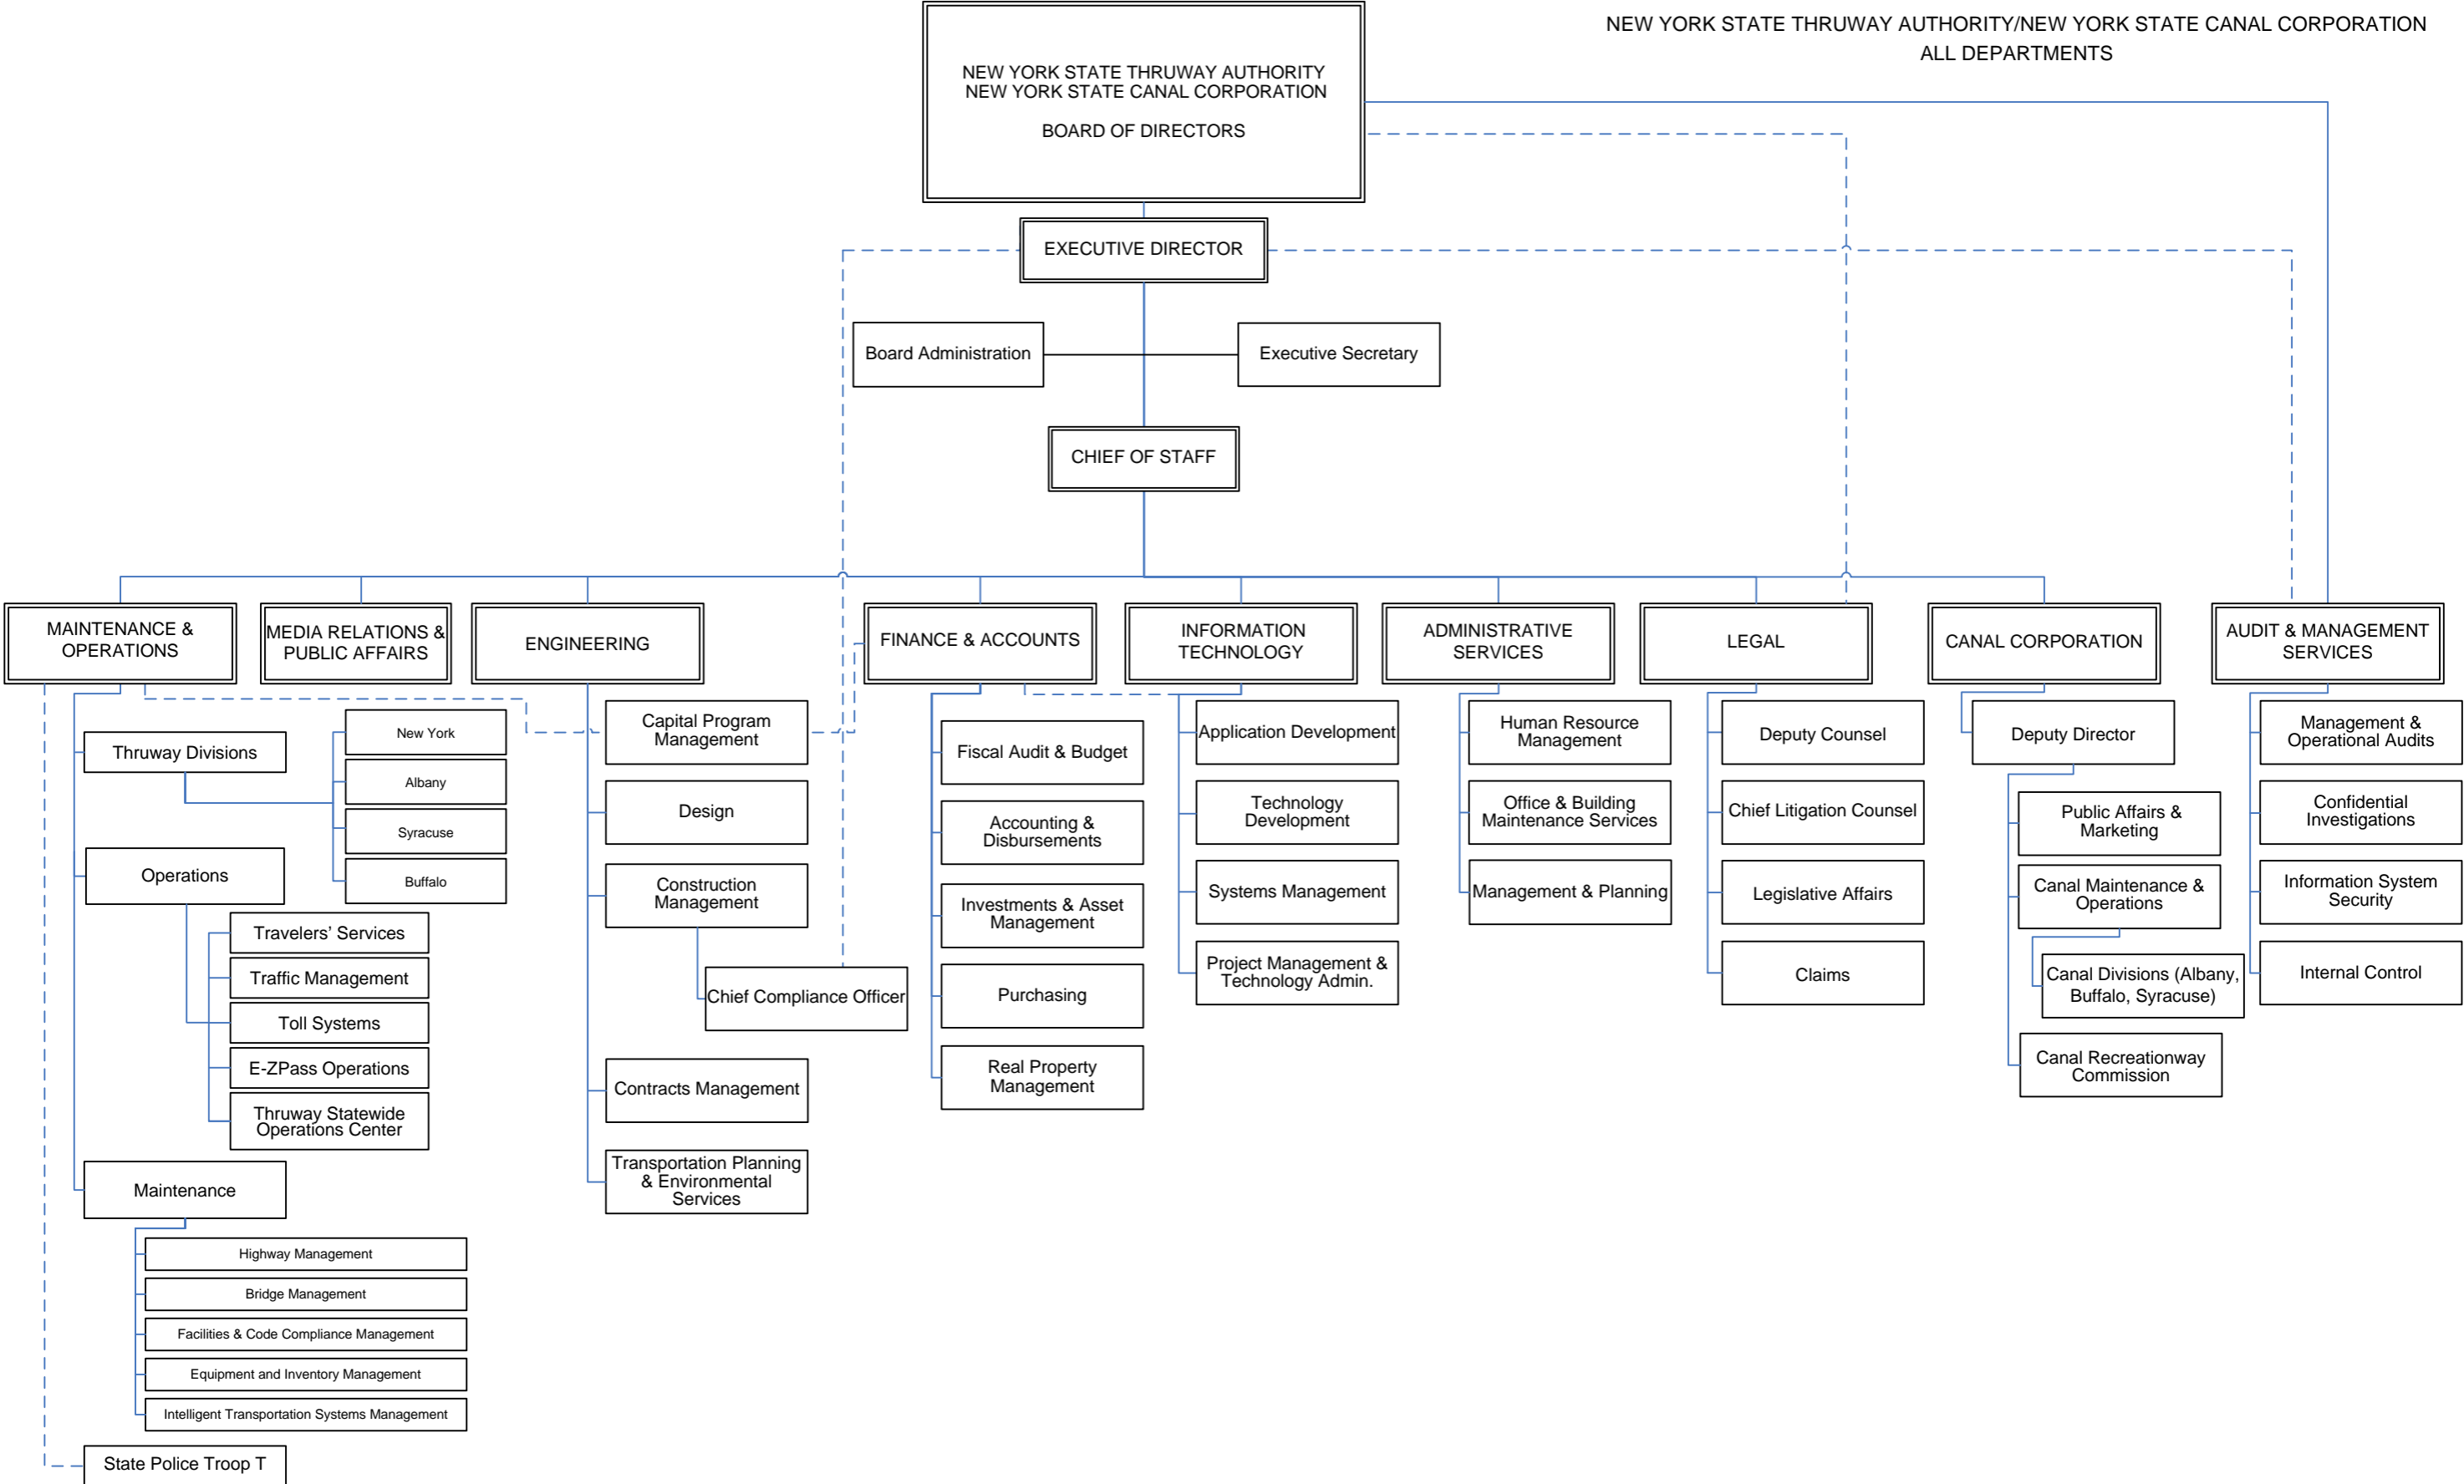 NEW YORK STATE THRUWAY AUTHORITY/NEW YORK STATE CANAL CORPORATION
ALL DEPARTMENTS
NEW YORK STATE THRUWAY AUTHORITY
NEW YORK STATE CANAL CORPORATION
BOARD OF DIRECTORS
EXECUTIVE DIRECTOR
Board Administration
Executive Secretary
CHIEF OF STAFF
MAINTENANCE &
OPERATIONS
MEDIA RELATIONS &
PUBLIC AFFAIRS
ENGINEERING
FINANCE & ACCOUNTS
INFORMATION
TECHNOLOGY
ADMINISTRATIVE
SERVICES
LEGAL
CANAL CORPORATION
AUDIT & MANAGEMENT
SERVICES
Thruway Divisions
New York
Albany
Syracuse
Buffalo
Operations
Travelers' Services
Traffic Management
Toll Systems
E-ZPass Operations
Thruway Statewide
Operations Center
Maintenance
Highway Management
Bridge Management
Facilities & Code Compliance Management
Equipment and Inventory Management
Intelligent Transportation Systems Management
State Police Troop T
Capital Program
Management
Design
Construction
Management
Chief Compliance Officer
Contracts Management
Transportation Planning
& Environmental
Services
Fiscal Audit & Budget
Accounting &
Disbursements
Investments & Asset
Management
Purchasing
Real Property
Management
Application Development
Technology
Development
Systems Management
Project Management &
Technology Admin.
Human Resource
Management
Office & Building
Maintenance Services
Management & Planning
Deputy Counsel
Chief Litigation Counsel
Legislative Affairs
Claims
Deputy Director
Public Affairs &
Marketing
Canal Maintenance &
Operations
Canal Divisions (Albany,
Buffalo, Syracuse)
Canal Recreationway
Commission
Management &
Operational Audits
Confidential
Investigations
Information System
Security
Internal Control